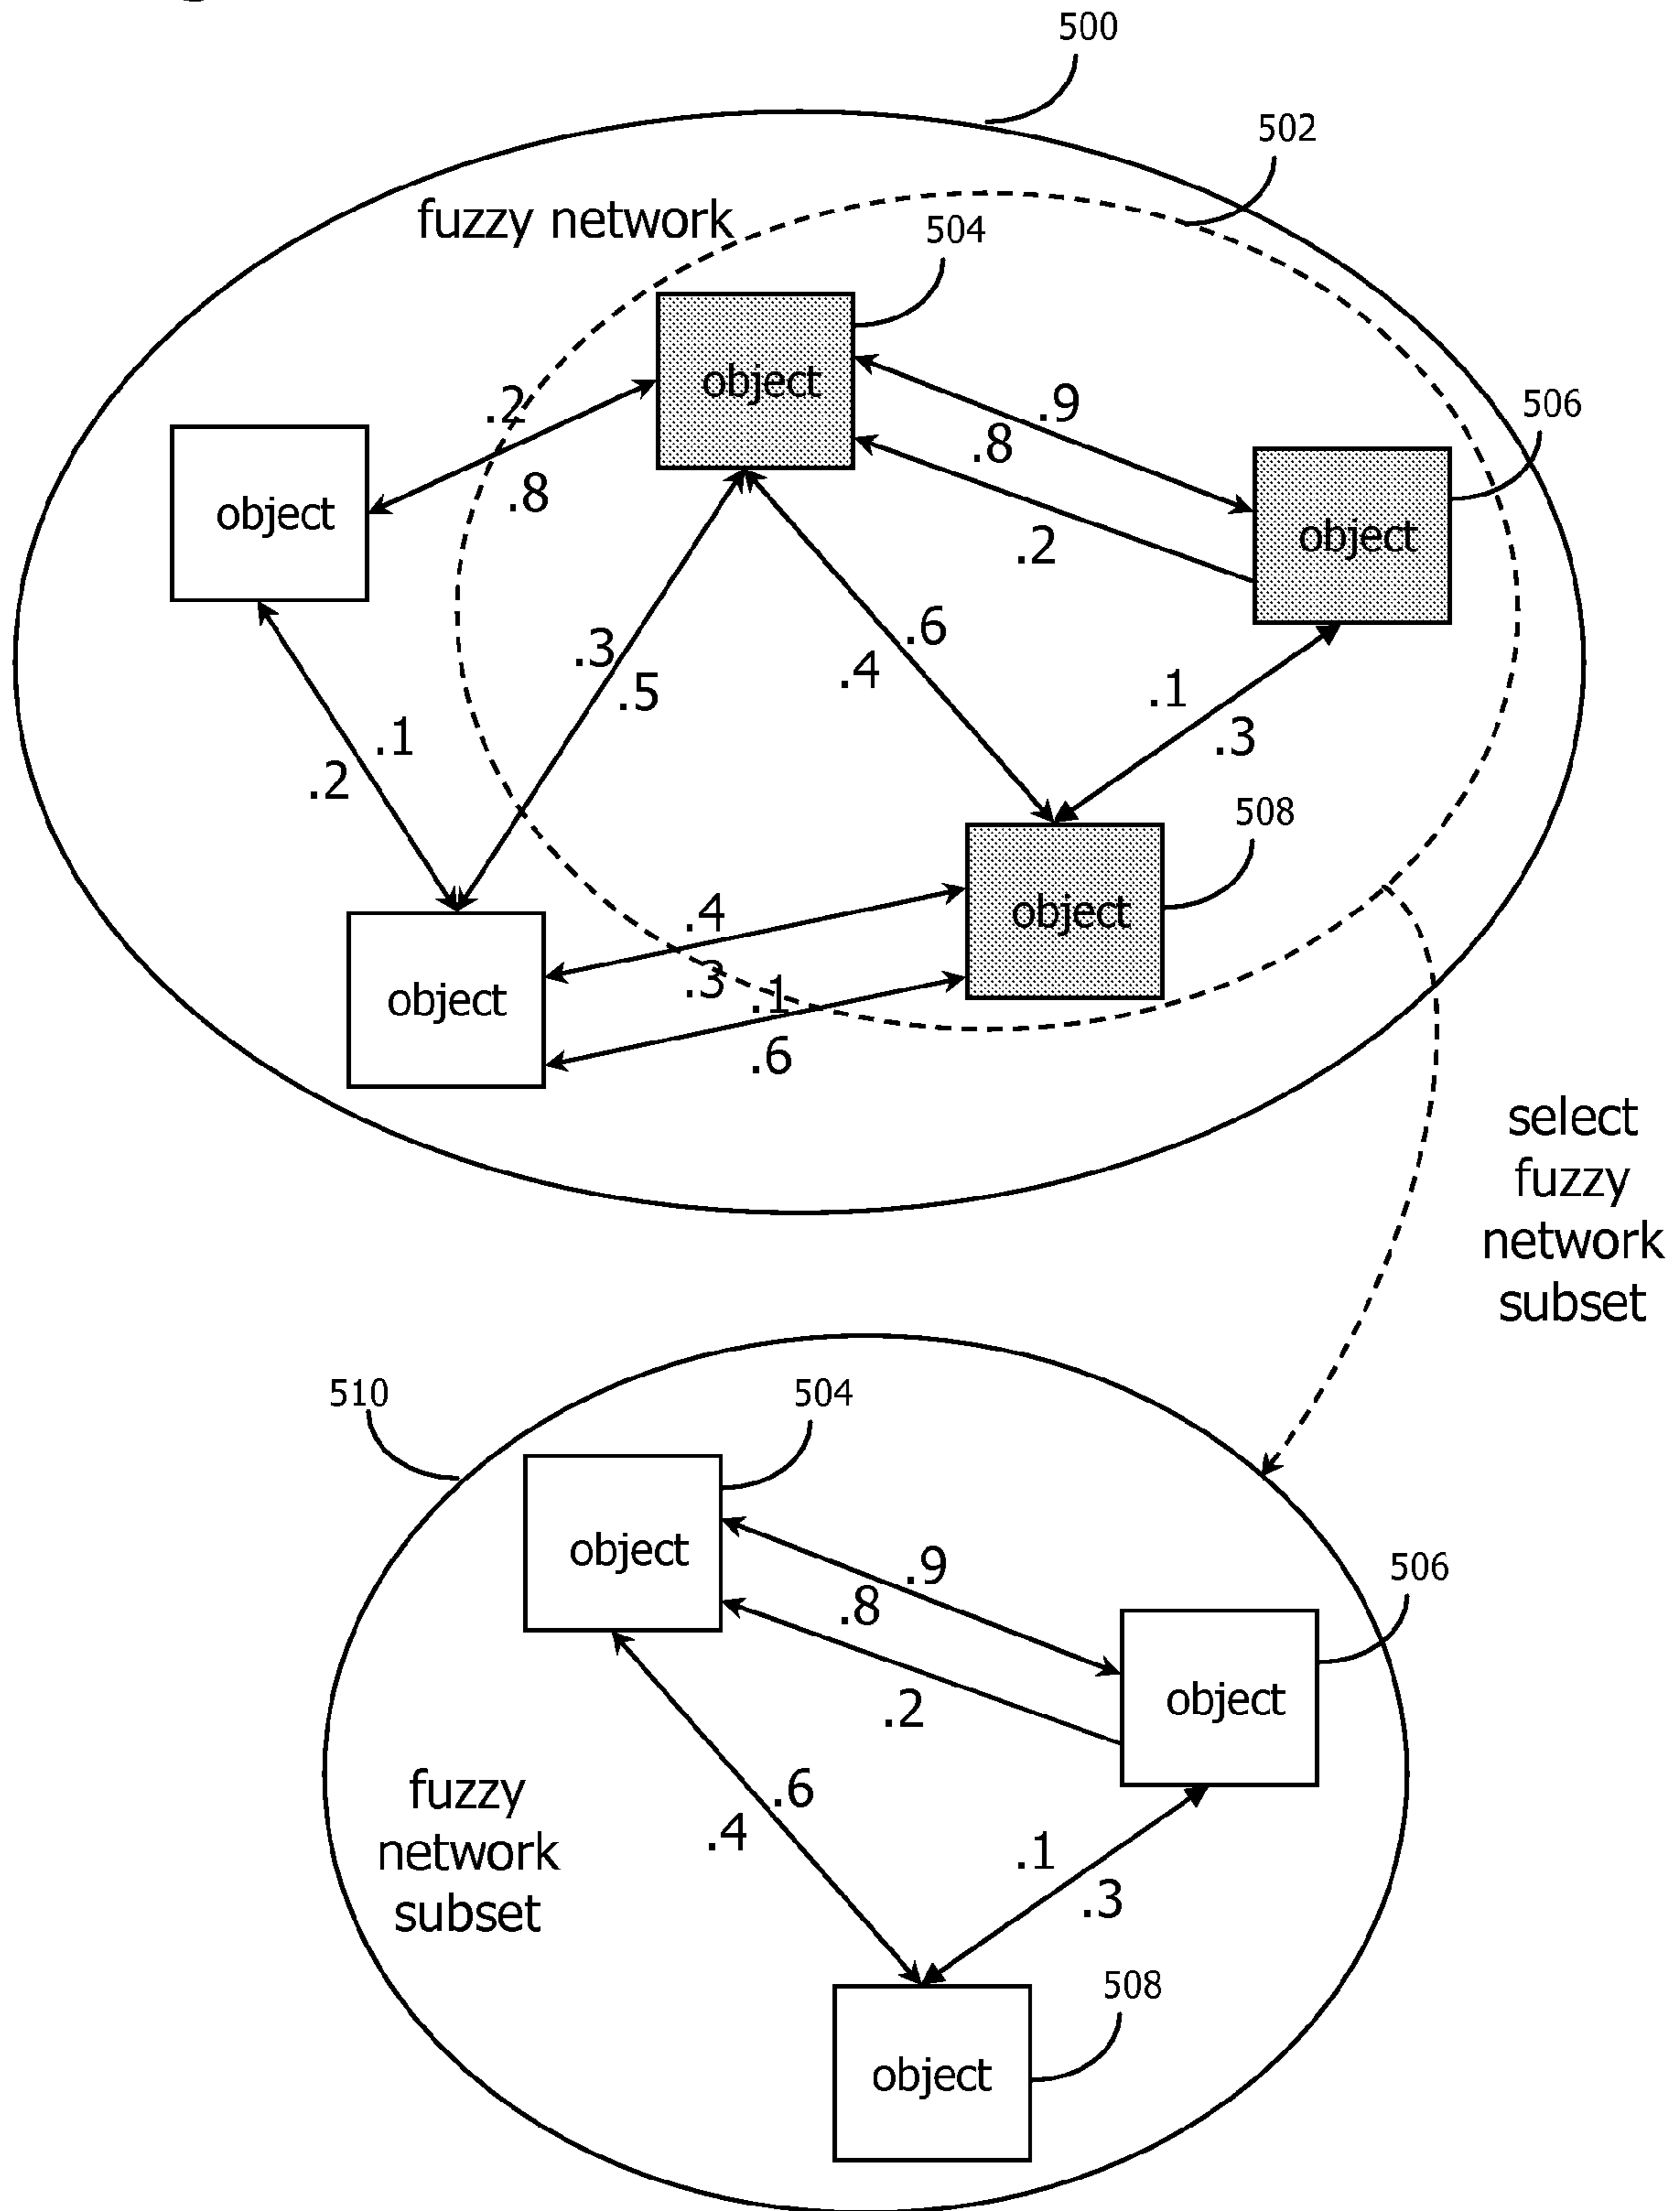 500
502
fuzzy network
504
.2
object
.9
506
.8
.8
object
object
.2
.6
.3
.4
.5
.1
.1
.3
.2
508
.4
object
.3
.1
object
.6
select
fuzzy
network
subset
510
504
object
.9
506
.8
object
.2
fuzzy
network
subset
.6
.4
.1
.3
508
object